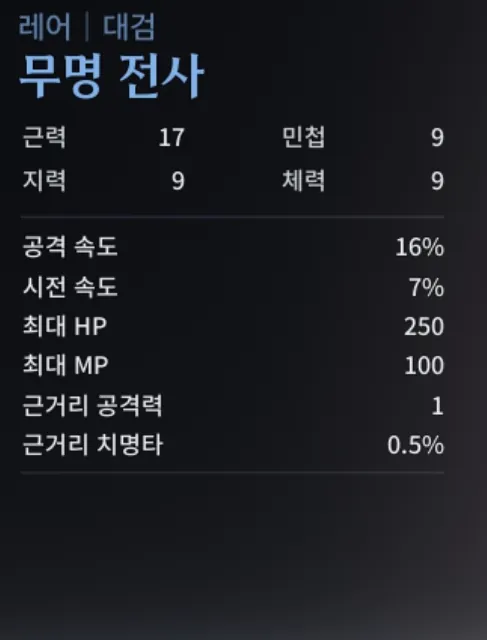 레어 | 대검
무명 전사
근력 17 민첩 9
지력 9 체력 9
공격 속도 16%
시전 속도 7%
최대 HP 250
최대 MP 100
근거리 공격력 1
근거리 치명타 0.5%